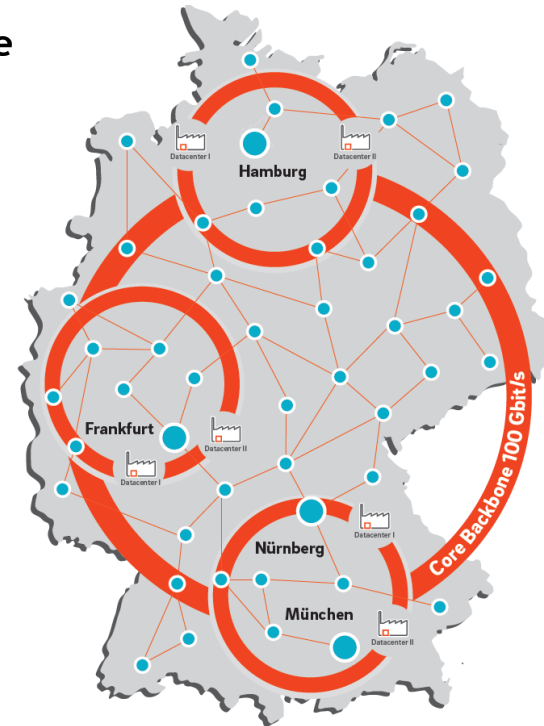 e
Datacenter I
Datacenter II
Hamburg
Frankfurt
Datacenter II
Datacenter I
Core Backbone 100 Gbit/s
Nürnberg
Datacenter I
München
Datacenter II